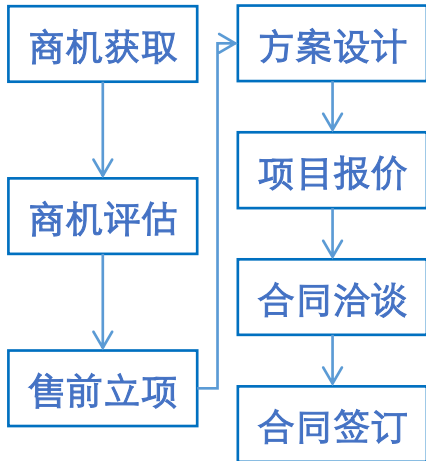 商机获取
商机评估
售前立项
方案设计
项目报价
合同洽谈
合同签订